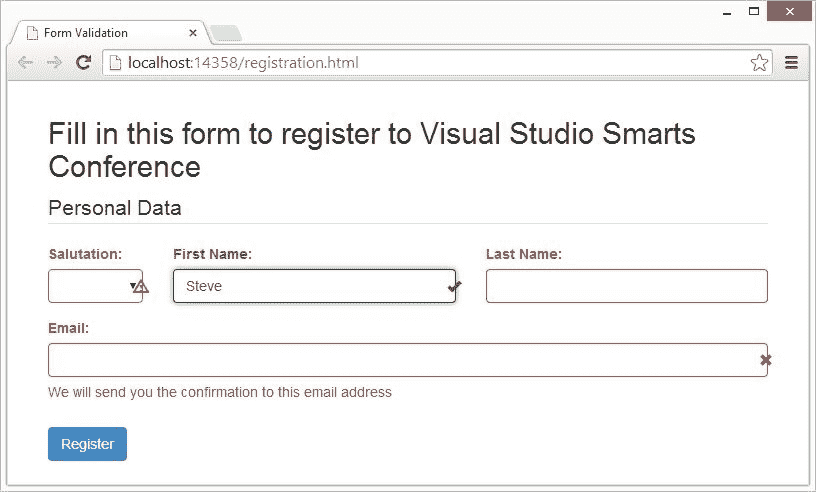 Form Validation
localhost:14358/registration.html
Fill in this form to register to Visual Studio Smarts
Conference
Personal Data
Salutation: First Name: Last Name:
Steve
Email:
We will send you the confirmation to this email address
Register